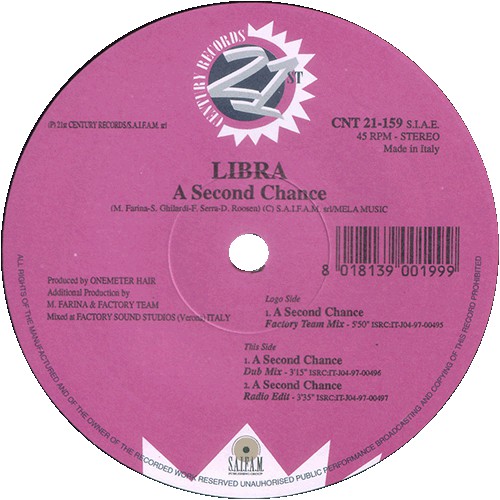 CENTURY RECORDS
21 ST
(P) 21st CENTURY RECORDS/S.A.I.F.A.M. srl
CNT 21-159 S.I.A.E.
45 RPM - STEREO
Made in Italy
LIBRA
A Second Chance
(M. Farina-S. Ghilardi-F. Serra-D. Roosen) (C) S.A.I.F.A.M. srl/MELA MUSIC
8 018139 001999
Produced by ONEMETER HAIR
Additional Production by
M. FARINA & FACTORY TEAM
Mixed at FACTORY SOUND STUDIOS (Verona) ITALY
Logo Side
1. A Second Chance
Factory Team Mix - 5'50" ISRC:IT-J04-97-00495
This Side
1. A Second Chance
Dub Mix - 3'15" ISRC:IT-J04-97-00496
2. A Second Chance
Radio Edit - 3'35" ISRC:IT-J04-97-00497
ALL RIGHTS OF THE MANUFACTURED AND OF THE OWNER OF THE RECORDED WORK RESERVED UNAUHORISED PUBLIC PERFORMANCE BROADCASTING AND COPYING OF THIS RECORD PROHIBITED
S.A.I.F.A.M.